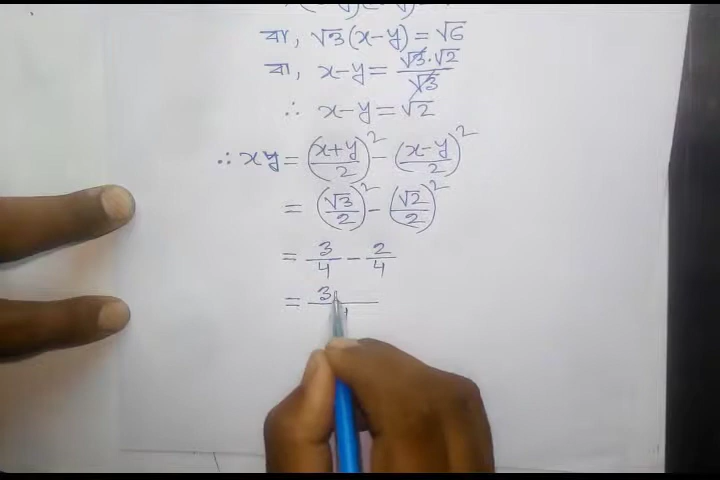 বা, √3(x-y) = √6
বা, x-y = (√3·√2)/√3
∴ x-y = √2
∴ xy = ((x+y)/2)² - ((x-y)/2)²
= (√3/2)² - (√2/2)²
= 3/4 - 2/4
= 3